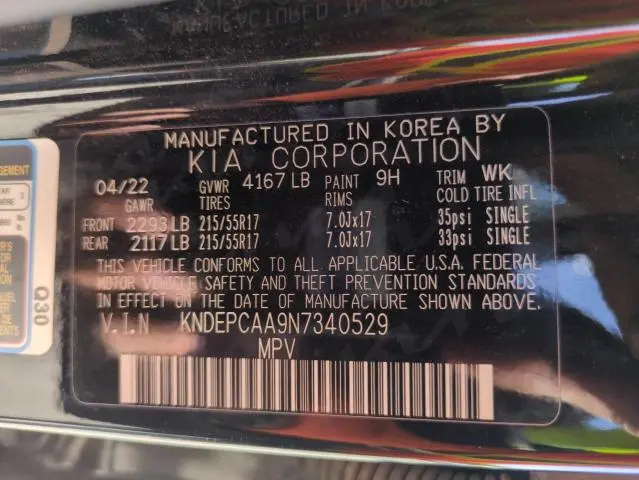 MANUFACTURED IN KOREA BY
KIA CORPORATION
04/22 GVWR 4167 LB PAINT 9H TRIM WK
GAWR TIRES RIMS COLD TIRE INFL
FRONT 2293 LB 215/55R17 7.0Jx17 35psi SINGLE
REAR 2117 LB 215/55R17 7.0Jx17 33psi SINGLE
THIS VEHICLE CONFORMS TO ALL APPLICABLE U.S.A. FEDERAL
MOTOR VEHICLE SAFETY AND THEFT PREVENTION STANDARDS
IN EFFECT ON THE DATE OF MANUFACTURE SHOWN ABOVE.
V.I.N KNDEPCAA9N7340529
MPV
Q30